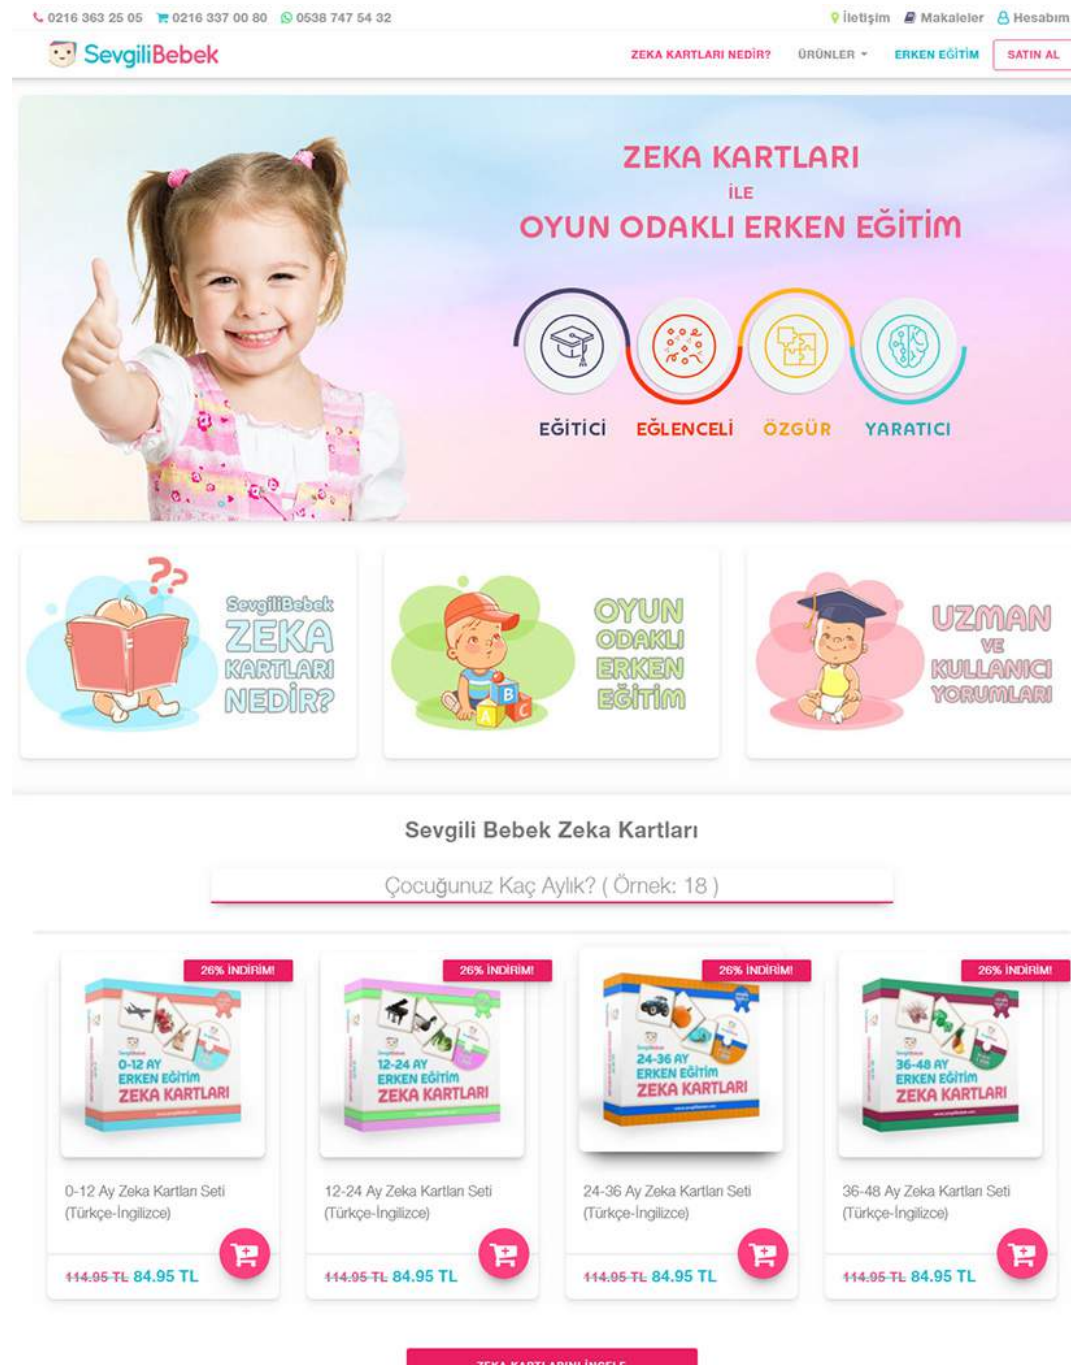 0216 363 25 05 0216 337 00 80 0538 747 54 32
İletişim Makaleler Hesabım
SevgiliBebek
ZEKA KARTLARI NEDİR? ÜRÜNLER ERKEN EĞİTİM SATIN AL
ZEKA KARTLARI
İLE
OYUN ODAKLI ERKEN EĞİTİM
EĞİTİCİ EĞLENCELİ ÖZGÜR YARATICI
SevgiliBebek
ZEKA
KARTLARI
NEDİR?
OYUN
ODAKLI
ERKEN
EĞİTİM
A B C
UZMAN
VE
KULLANICI
YORUMLARI
Sevgili Bebek Zeka Kartları
Çocuğunuz Kaç Aylık? ( Örnek: 18 )
26% İNDİRİM! 26% İNDİRİM! 26% İNDİRİM! 26% İNDİRİM!
0-12 AY
ERKEN EĞİTİM
ZEKA KARTLARI
12-24 AY
ERKEN EĞİTİM
ZEKA KARTLARI
24-36 AY
ERKEN EĞİTİM
ZEKA KARTLARI
36-48 AY
ERKEN EĞİTİM
ZEKA KARTLARI
0-12 Ay Zeka Kartları Seti
(Türkçe-İngilizce)
114.95 TL 84.95 TL
12-24 Ay Zeka Kartları Seti
(Türkçe-İngilizce)
114.95 TL 84.95 TL
24-36 Ay Zeka Kartları Seti
(Türkçe-İngilizce)
114.95 TL 84.95 TL
36-48 Ay Zeka Kartları Seti
(Türkçe-İngilizce)
114.95 TL 84.95 TL
ZEKA KARTLARINI İNCELE